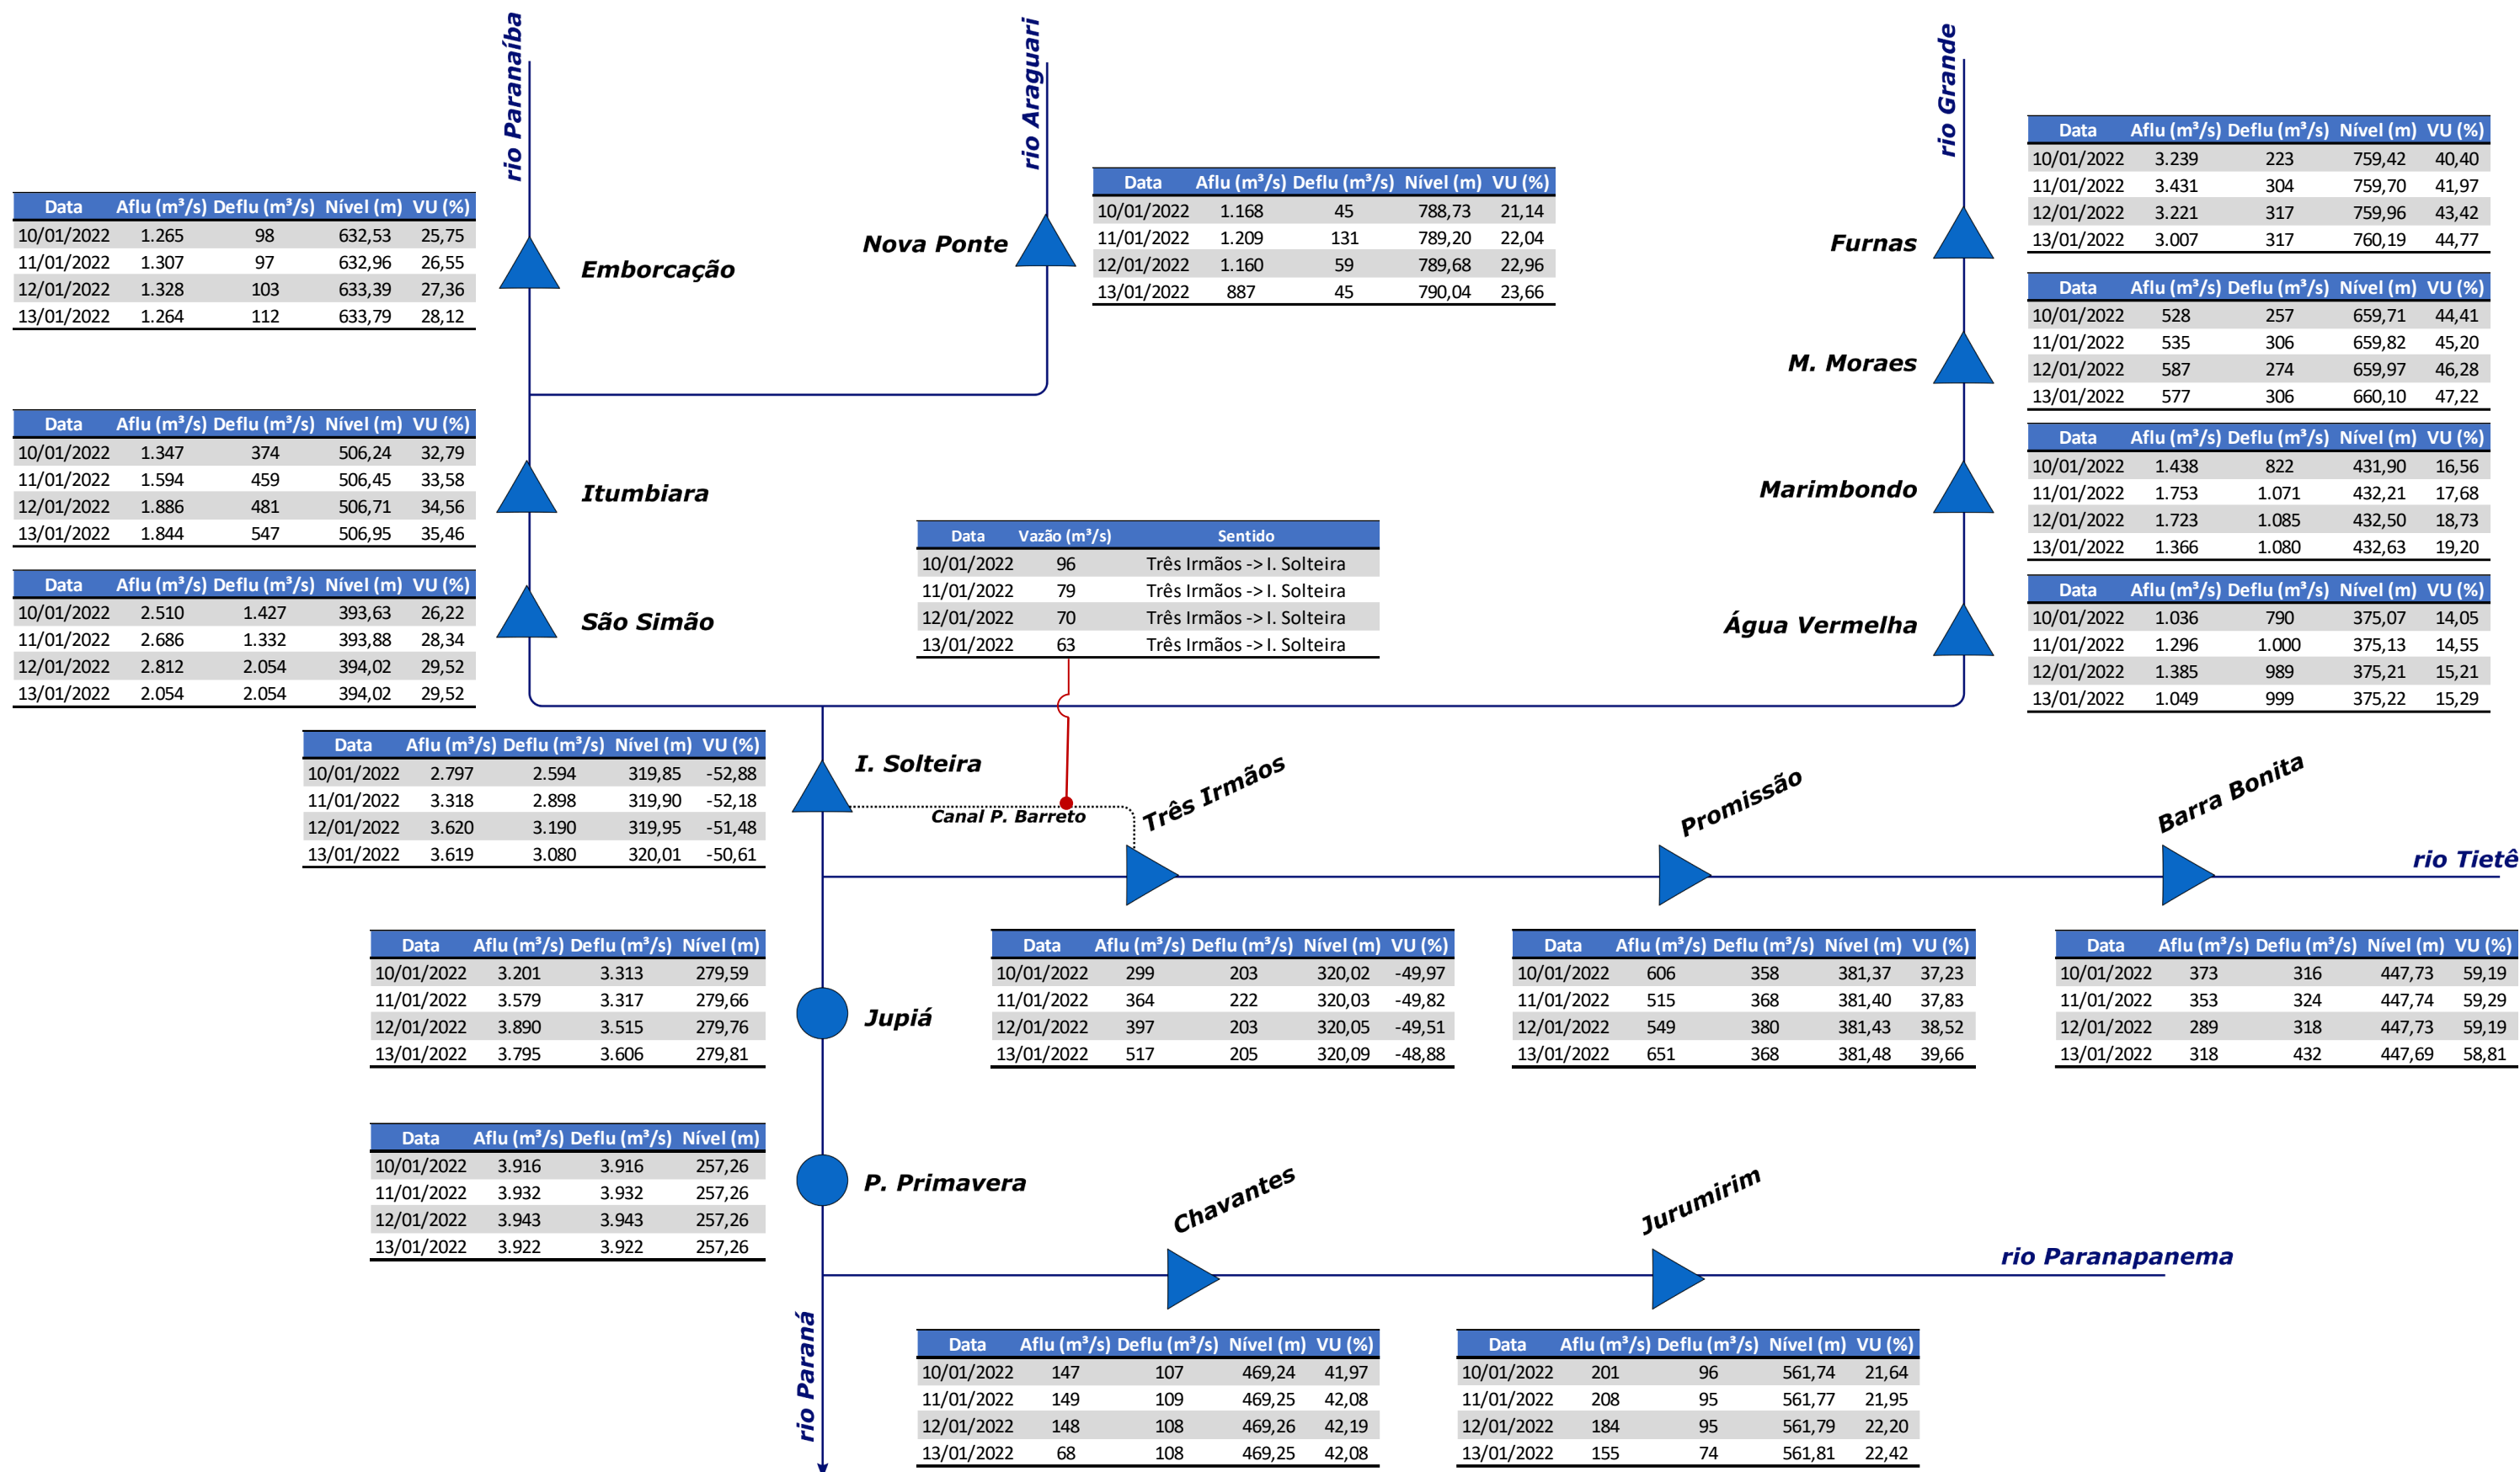 rio Paranaíba
rio Araguari
rio Grande
Data Aflu (m³/s) Deflu (m³/s) Nível (m) VU (%)
10/01/2022 3.239 223 759,42 40,40
11/01/2022 3.431 304 759,70 41,97
12/01/2022 3.221 317 759,96 43,42
13/01/2022 3.007 317 760,19 44,77
Furnas
Data Aflu (m³/s) Deflu (m³/s) Nível (m) VU (%)
10/01/2022 1.168 45 788,73 21,14
11/01/2022 1.209 131 789,20 22,04
12/01/2022 1.160 59 789,68 22,96
13/01/2022 887 45 790,04 23,66
Nova Ponte
Data Aflu (m³/s) Deflu (m³/s) Nível (m) VU (%)
10/01/2022 1.265 98 632,53 25,75
11/01/2022 1.307 97 632,96 26,55
12/01/2022 1.328 103 633,39 27,36
13/01/2022 1.264 112 633,79 28,12
Emborcação
Data Aflu (m³/s) Deflu (m³/s) Nível (m) VU (%)
10/01/2022 528 257 659,71 44,41
11/01/2022 535 306 659,82 45,20
12/01/2022 587 274 659,97 46,28
13/01/2022 577 306 660,10 47,22
M. Moraes
Data Aflu (m³/s) Deflu (m³/s) Nível (m) VU (%)
10/01/2022 1.347 374 506,24 32,79
11/01/2022 1.594 459 506,45 33,58
12/01/2022 1.886 481 506,71 34,56
13/01/2022 1.844 547 506,95 35,46
Itumbiara
Data Aflu (m³/s) Deflu (m³/s) Nível (m) VU (%)
10/01/2022 1.438 822 431,90 16,56
11/01/2022 1.753 1.071 432,21 17,68
12/01/2022 1.723 1.085 432,50 18,73
13/01/2022 1.366 1.080 432,63 19,20
Marimbondo
Data Vazão (m³/s) Sentido
10/01/2022 96 Três Irmãos -> I. Solteira
11/01/2022 79 Três Irmãos -> I. Solteira
12/01/2022 70 Três Irmãos -> I. Solteira
13/01/2022 63 Três Irmãos -> I. Solteira
Data Aflu (m³/s) Deflu (m³/s) Nível (m) VU (%)
10/01/2022 2.510 1.427 393,63 26,22
11/01/2022 2.686 1.332 393,88 28,34
12/01/2022 2.812 2.054 394,02 29,52
13/01/2022 2.054 2.054 394,02 29,52
São Simão
Data Aflu (m³/s) Deflu (m³/s) Nível (m) VU (%)
10/01/2022 1.036 790 375,07 14,05
11/01/2022 1.296 1.000 375,13 14,55
12/01/2022 1.385 989 375,21 15,21
13/01/2022 1.049 999 375,22 15,29
Água Vermelha
Data Aflu (m³/s) Deflu (m³/s) Nível (m) VU (%)
10/01/2022 2.797 2.594 319,85 -52,88
11/01/2022 3.318 2.898 319,90 -52,18
12/01/2022 3.620 3.190 319,95 -51,48
13/01/2022 3.619 3.080 320,01 -50,61
I. Solteira
Canal P. Barreto
Três Irmãos
Promissão
Barra Bonita
rio Tietê
Data Aflu (m³/s) Deflu (m³/s) Nível (m)
10/01/2022 3.201 3.313 279,59
11/01/2022 3.579 3.317 279,66
12/01/2022 3.890 3.515 279,76
13/01/2022 3.795 3.606 279,81
Jupiá
Data Aflu (m³/s) Deflu (m³/s) Nível (m) VU (%)
10/01/2022 299 203 320,02 -49,97
11/01/2022 364 222 320,03 -49,82
12/01/2022 397 203 320,05 -49,51
13/01/2022 517 205 320,09 -48,88
Data Aflu (m³/s) Deflu (m³/s) Nível (m) VU (%)
10/01/2022 606 358 381,37 37,23
11/01/2022 515 368 381,40 37,83
12/01/2022 549 380 381,43 38,52
13/01/2022 651 368 381,48 39,66
Data Aflu (m³/s) Deflu (m³/s) Nível (m) VU (%)
10/01/2022 373 316 447,73 59,19
11/01/2022 353 324 447,74 59,29
12/01/2022 289 318 447,73 59,19
13/01/2022 318 432 447,69 58,81
Data Aflu (m³/s) Deflu (m³/s) Nível (m)
10/01/2022 3.916 3.916 257,26
11/01/2022 3.932 3.932 257,26
12/01/2022 3.943 3.943 257,26
13/01/2022 3.922 3.922 257,26
P. Primavera
Chavantes
Jurumirim
rio Paranapanema
rio Paraná
Data Aflu (m³/s) Deflu (m³/s) Nível (m) VU (%)
10/01/2022 147 107 469,24 41,97
11/01/2022 149 109 469,25 42,08
12/01/2022 148 108 469,26 42,19
13/01/2022 68 108 469,25 42,08
Data Aflu (m³/s) Deflu (m³/s) Nível (m) VU (%)
10/01/2022 201 96 561,74 21,64
11/01/2022 208 95 561,77 21,95
12/01/2022 184 95 561,79 22,20
13/01/2022 155 74 561,81 22,42